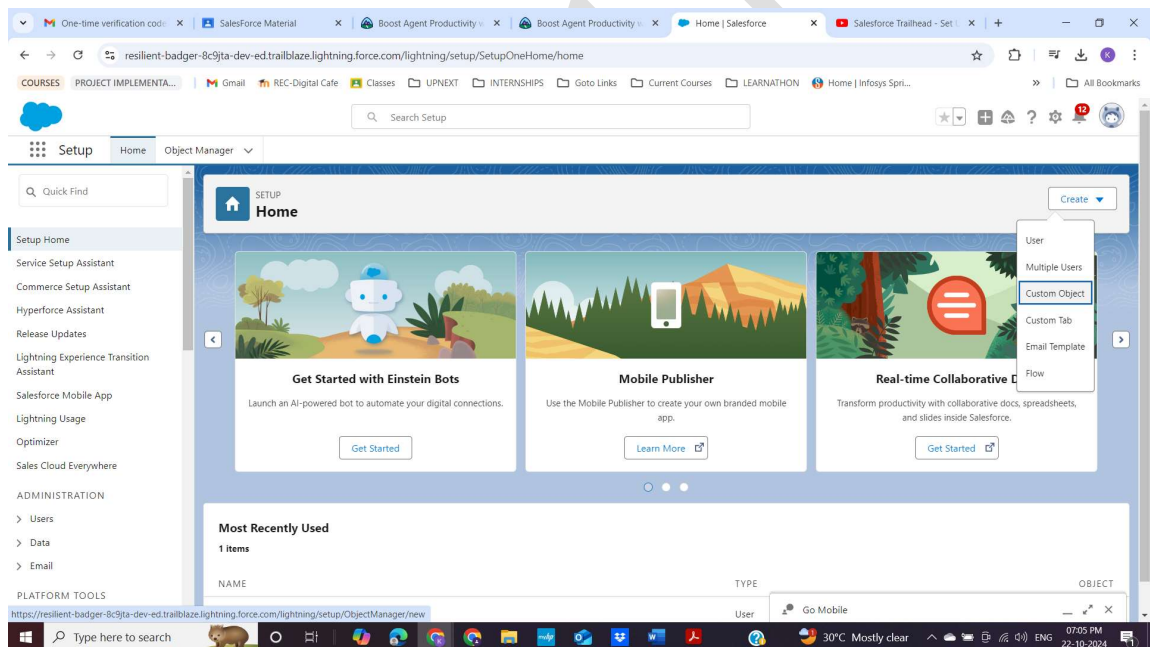 One-time verification code
SalesForce Material
Boost Agent Productivity w
Boost Agent Productivity w
Home | Salesforce
Salesforce Trailhead - Set
resilient-badger-8c9jta-dev-ed.trailblaze.lightning.force.com/lightning/setup/SetupOneHome/home
K
COURSES
PROJECT IMPLEMENTA...
Gmail
REC-Digital Cafe
Classes
UPNEXT
INTERNSHIPS
Goto Links
Current Courses
LEARNATHON
Home | Infosys Spri...
All Bookmarks
Search Setup
12
Setup
Home
Object Manager
Quick Find
SETUP
Home
Create
User
Multiple Users
Custom Object
Custom Tab
Email Template
Flow
Setup Home
Service Setup Assistant
Commerce Setup Assistant
Hyperforce Assistant
Release Updates
Lightning Experience Transition
Assistant
Salesforce Mobile App
Lightning Usage
Optimizer
Sales Cloud Everywhere
ADMINISTRATION
Users
Data
Email
PLATFORM TOOLS
Get Started with Einstein Bots
Launch an AI-powered bot to automate your digital connections.
Get Started
Mobile Publisher
Use the Mobile Publisher to create your own branded mobile
app.
Learn More
Real-time Collaborative D
Transform productivity with collaborative docs, spreadsheets,
and slides inside Salesforce.
Get Started
Most Recently Used
1 items
NAME
TYPE
OBJECT
User
Go Mobile
https://resilient-badger-8c9jta-dev-ed.trailblaze.lightning.force.com/lightning/setup/ObjectManager/new
Type here to search
30°C Mostly clear
ENG
07:05 PM
22-10-2024